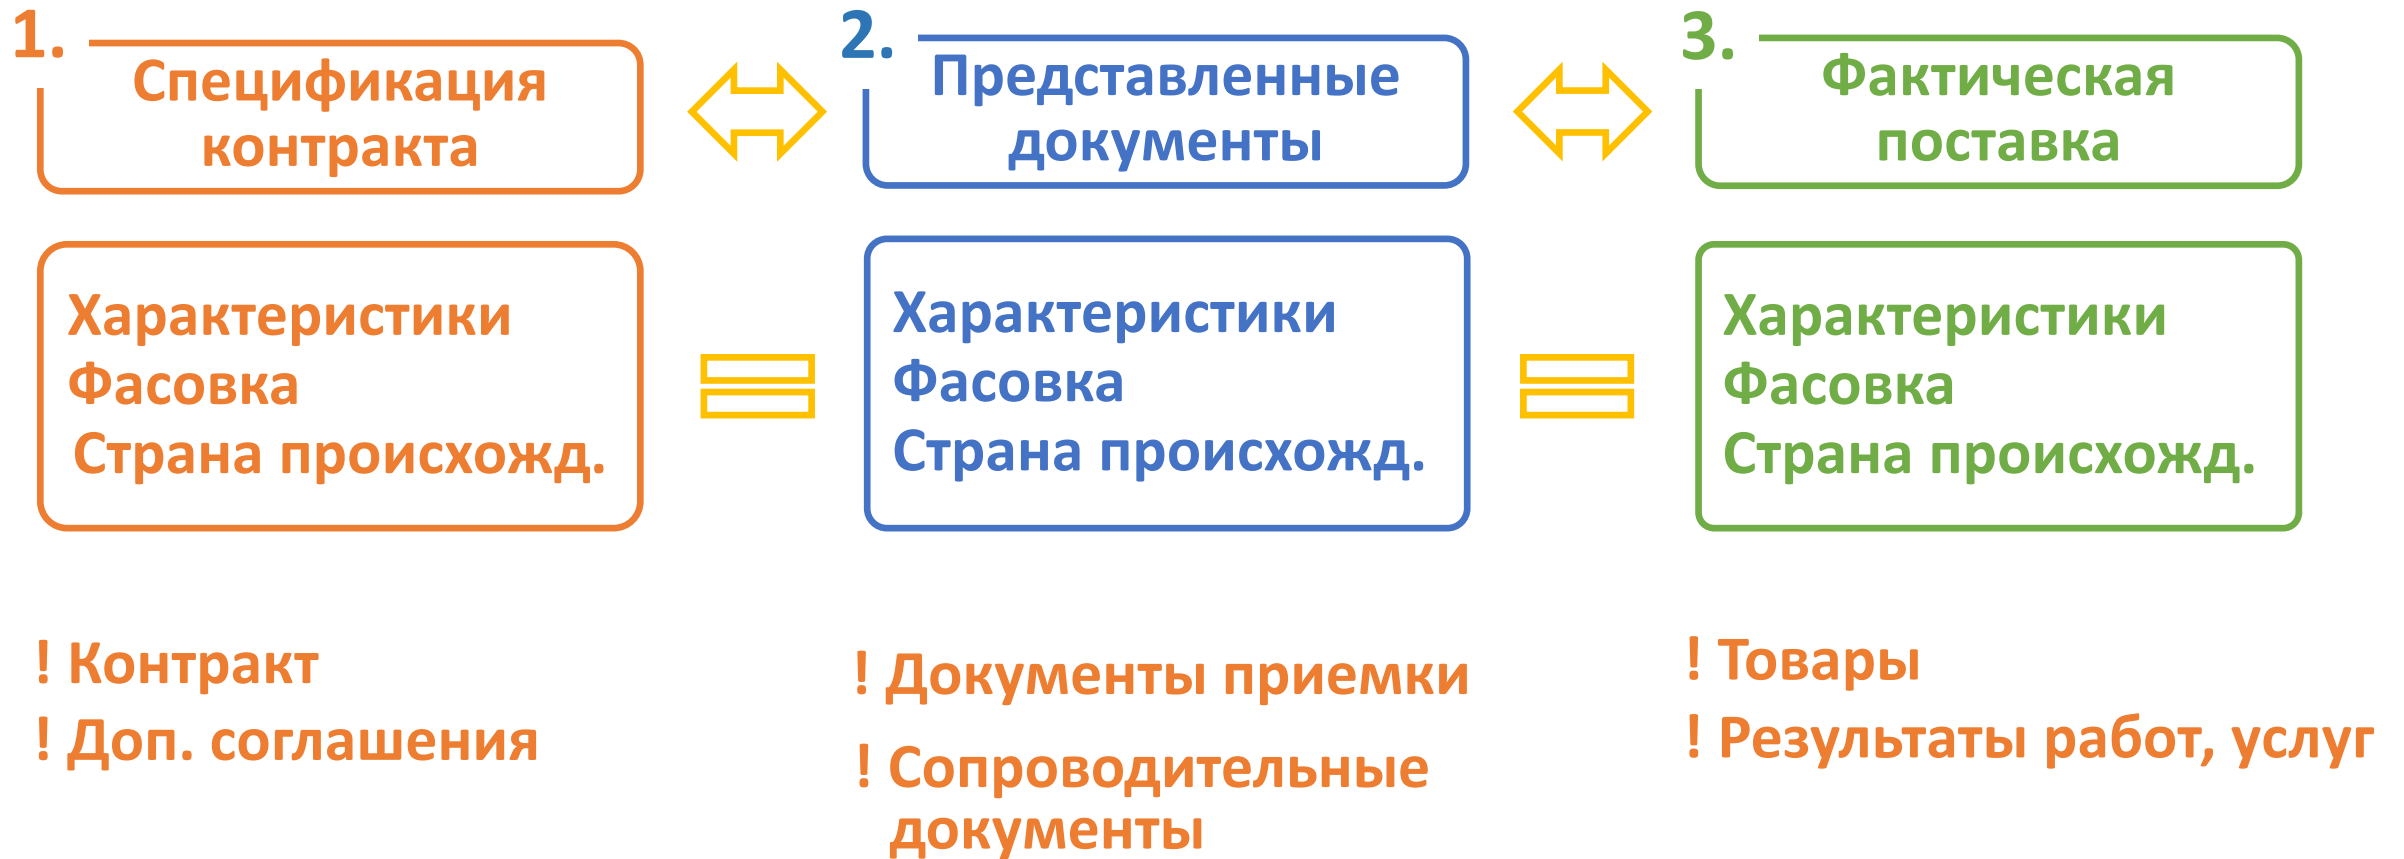 1.
Спецификация
контракта
2.
Представленные
документы
3.
Фактическая
поставка
Характеристики
Фасовка
Страна происхожд.
Характеристики
Фасовка
Страна происхожд.
Характеристики
Фасовка
Страна происхожд.
! Контракт
! Доп. соглашения
! Документы приемки
! Сопроводительные
документы
! Товары
! Результаты работ, услуг